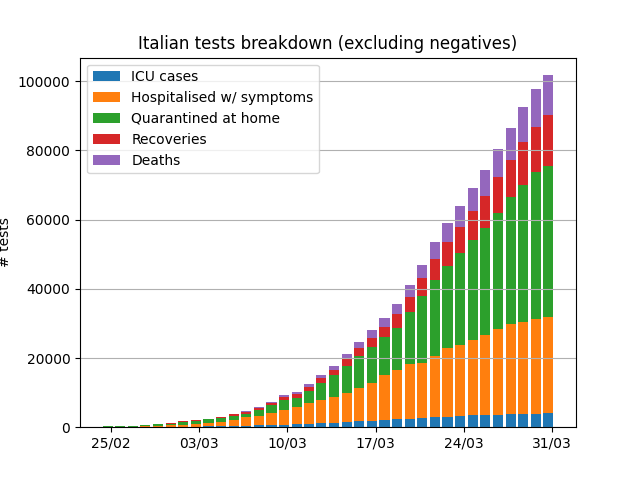 Italian tests breakdown (excluding negatives)
ICU cases
Hospitalised w/ symptoms
Quarantined at home
Recoveries
Deaths
100000
80000
60000
40000
20000
0
# tests
25/02 03/03 10/03 17/03 24/03 31/03